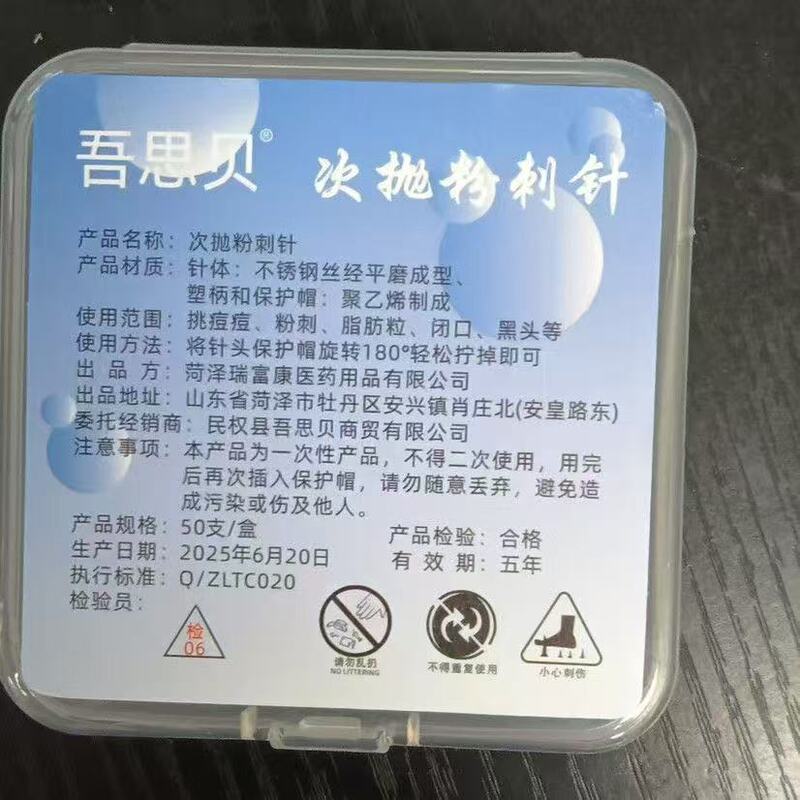 吾思贝® 次抛粉刺针
产品名称：次抛粉刺针
产品材质：针体：不锈钢丝经平磨成型、
塑柄和保护帽：聚乙烯制成
使用范围：挑痘痘、粉刺、脂肪粒、闭口、黑头等
使用方法：将针头保护帽旋转180°轻松拧掉即可
出品方：菏泽瑞富康医药用品有限公司
出品地址：山东省菏泽市牡丹区安兴镇肖庄北(安皇路东)
委托经销商：民权县吾思贝商贸有限公司
注意事项：本产品为一次性产品，不得二次使用，用完
后再次插入保护帽，请勿随意丢弃，避免造
成污染或伤及他人。
产品规格：50支/盒 产品检验：合格
生产日期：2025年6月20日 有效期：五年
执行标准：Q/ZLTC020
检验员：
检
06
请勿乱扔
NO LITTERING
不得重复使用
小心刺伤